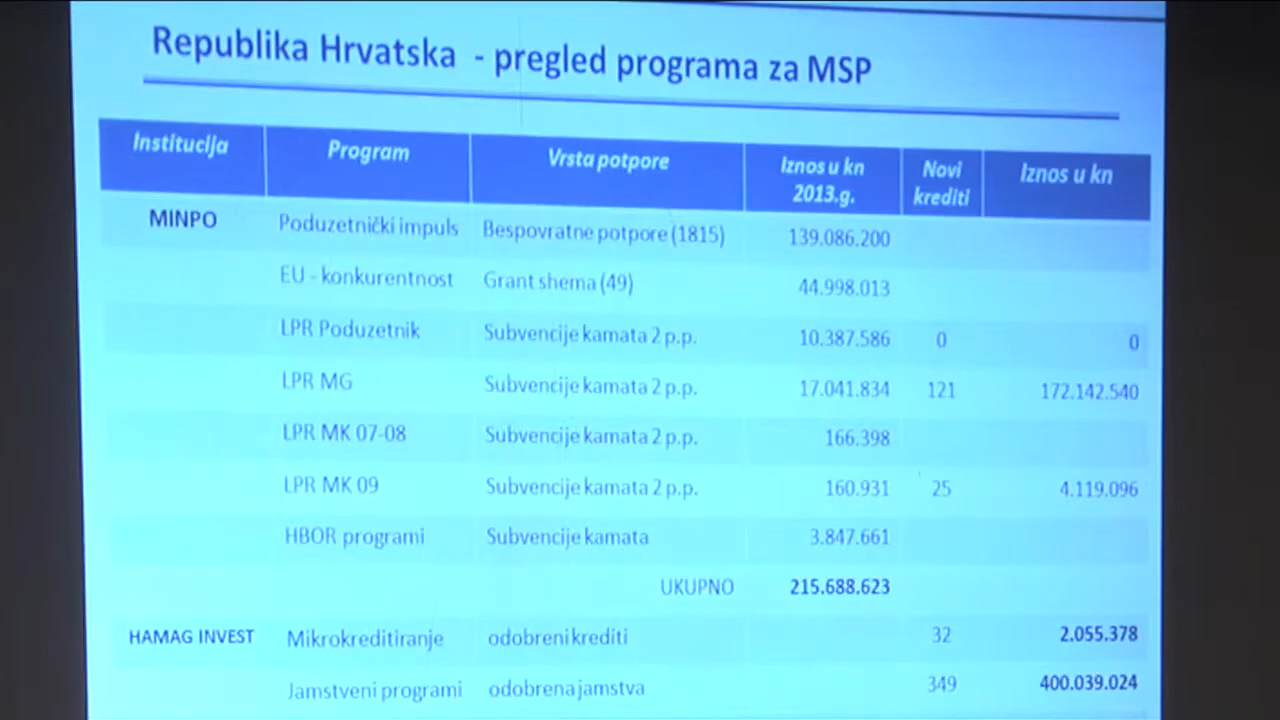 Republika Hrvatska - pregled programa za MSP
Institucija Program Vrsta potpore Iznos u kn 2013.g. Novi krediti Iznos u kn
MINPO Poduzetnički impuls Bespovratne potpore (1815) 139.086.200
EU - konkurentnost Grant shema (49) 44.998.013
LPR Poduzetnik Subvencije kamata 2 p.p. 10.387.586 0 0
LPR MG Subvencije kamata 2 p.p. 17.041.834 121 172.142.540
LPR MK 07-08 Subvencije kamata 2 p.p. 166.398
LPR MK 09 Subvencije kamata 2 p.p. 160.931 25 4.119.096
HBOR programi Subvencije kamata 3.847.661
UKUPNO 215.688.623
HAMAG INVEST Mikrokreditiranje odobreni krediti 32 2.055.378
Jamstveni programi odobrena jamstva 349 400.039.024